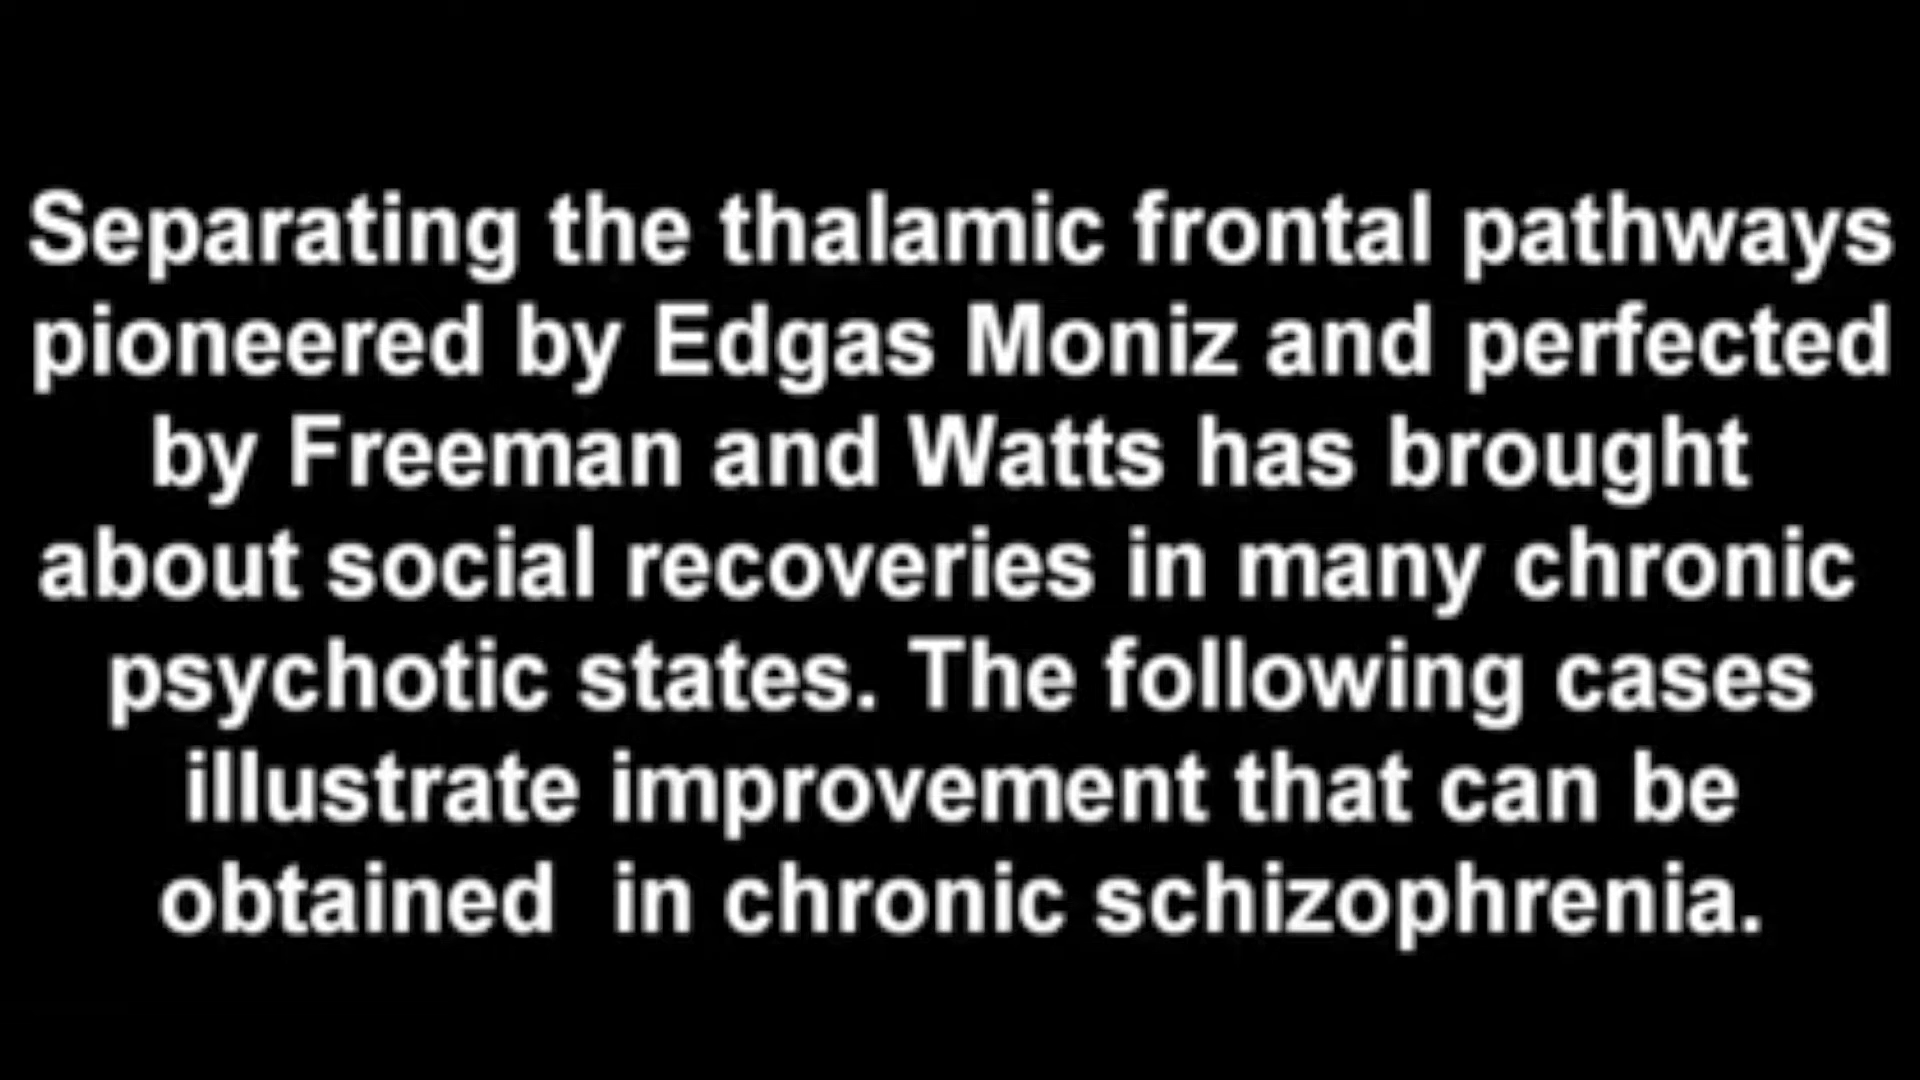 Separating the thalamic frontal pathways
pioneered by Edgas Moniz and perfected
by Freeman and Watts has brought
about social recoveries in many chronic
psychotic states. The following cases
illustrate improvement that can be
obtained  in chronic schizophrenia.